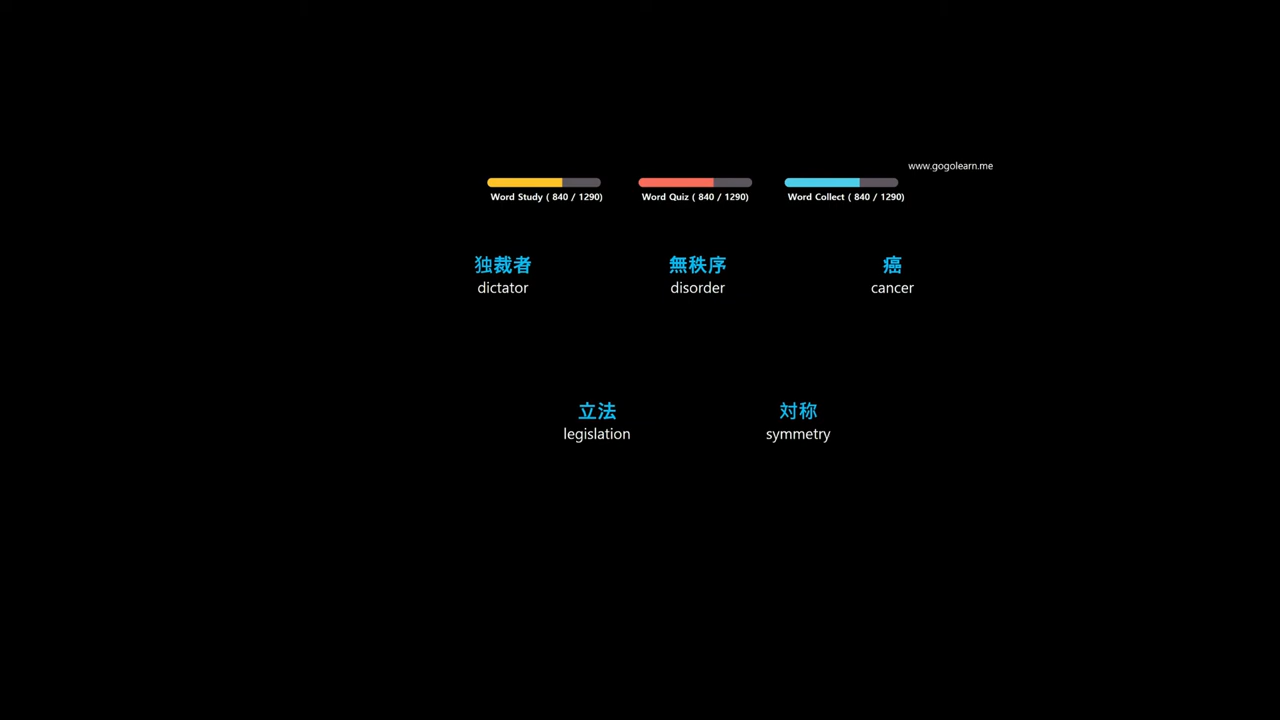 www.gogolearn.me
Word Study ( 840 / 1290) Word Quiz ( 840 / 1290) Word Collect ( 840 / 1290)
独裁者 無秩序 癌
dictator disorder cancer
立法 対称
legislation symmetry